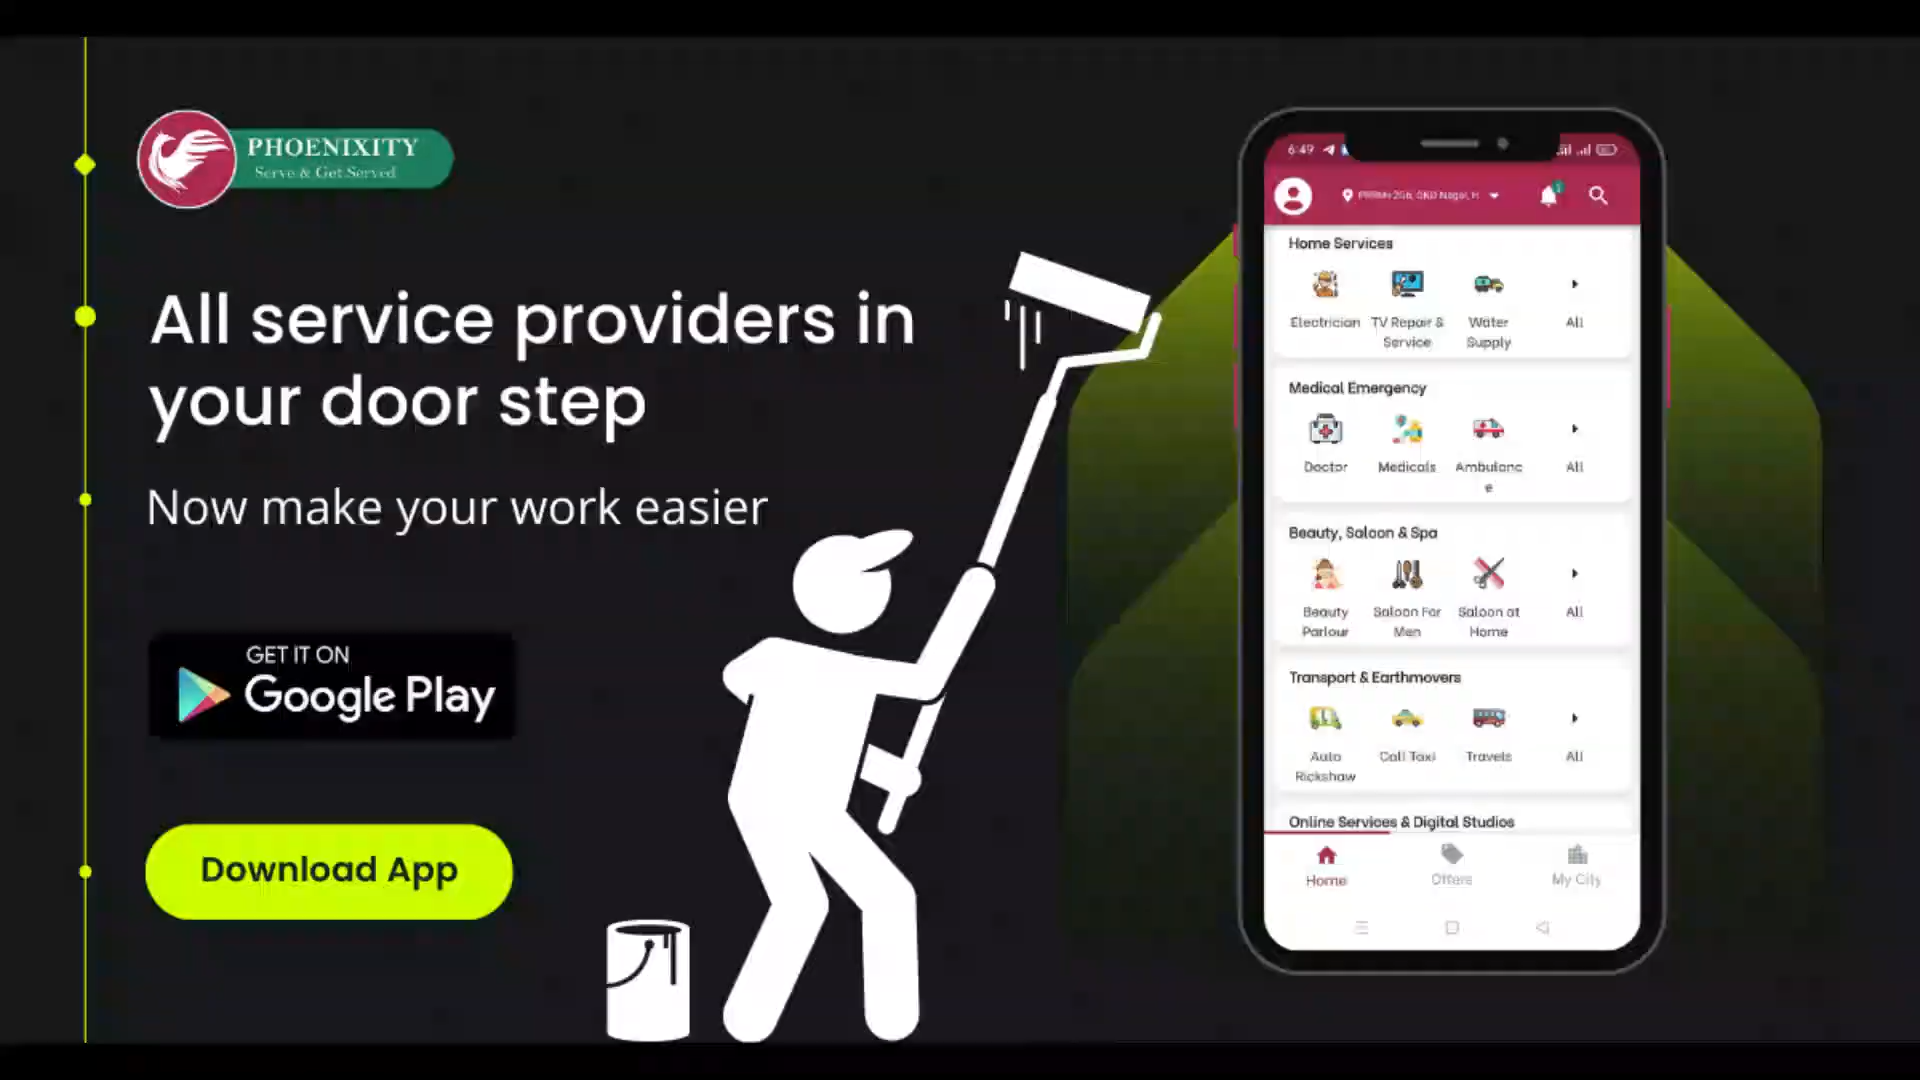 PHOENIXITY
Serve & Get Served
All service providers in
your door step
Now make your work easier
GET IT ON
Google Play
Download App
6:49
Home Services
Electrician
TV Repair &
Service
Water
Supply
All
Medical Emergency
Doctor
Medicals
Ambulanc
e
All
Beauty, Saloon & Spa
Beauty
Parlour
Saloon For
Men
Saloon at
Home
All
Transport & Earthmovers
Auto
Rickshaw
Call Taxi
Travels
All
Online Services & Digital Studios
Home
Offers
My City